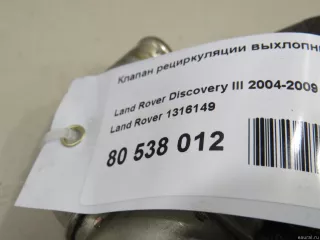 Клапан рециркуляции выхлопн
Land Rover Discovery III 2004-2009
Land Rover 1316149
80 538 012